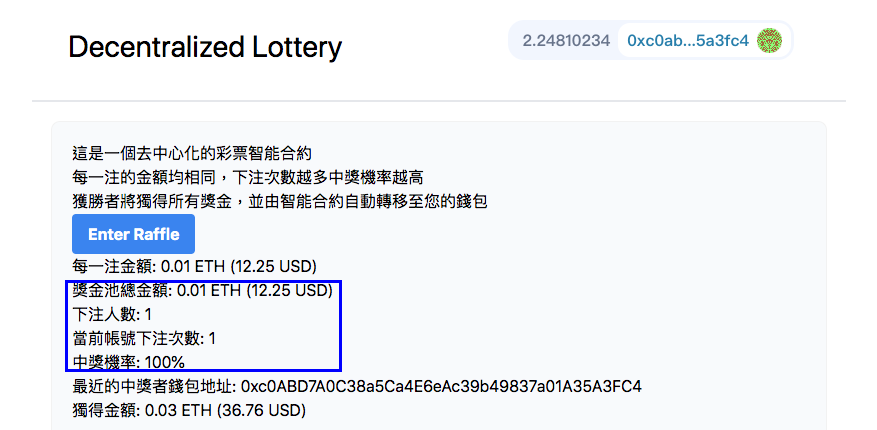 Decentralized Lottery
2.24810234 0xc0ab...5a3fc4
這是一個去中心化的彩票智能合約
每一注的金額均相同，下注次數越多中獎機率越高
獲勝者將獨得所有獎金，並由智能合約自動轉移至您的錢包
Enter Raffle
每一注金額: 0.01 ETH (12.25 USD)
獎金池總金額: 0.01 ETH (12.25 USD)
下注人數: 1
當前帳號下注次數: 1
中獎機率: 100%
最近的中獎者錢包地址: 0xc0ABD7A0C38a5Ca4E6eAc39b49837a01A35A3FC4
獨得金額: 0.03 ETH (36.76 USD)